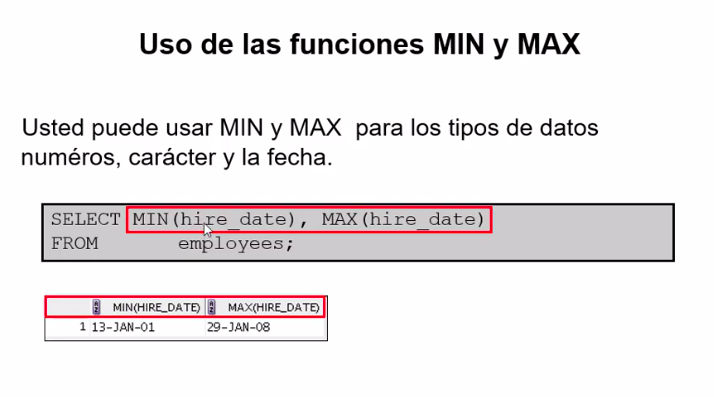 Uso de las funciones MIN y MAX
Usted puede usar MIN y MAX para los tipos de datos
numéros, carácter y la fecha.
SELECT MIN(hire_date), MAX(hire_date)
FROM employees;
MIN(HIRE_DATE) MAX(HIRE_DATE)
1 13-JAN-01 29-JAN-08